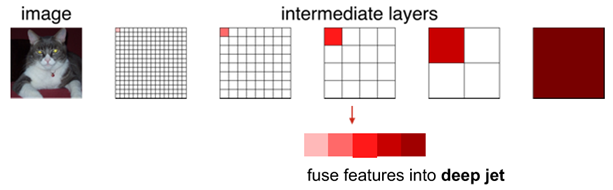 image
intermediate layers
fuse features into deep jet